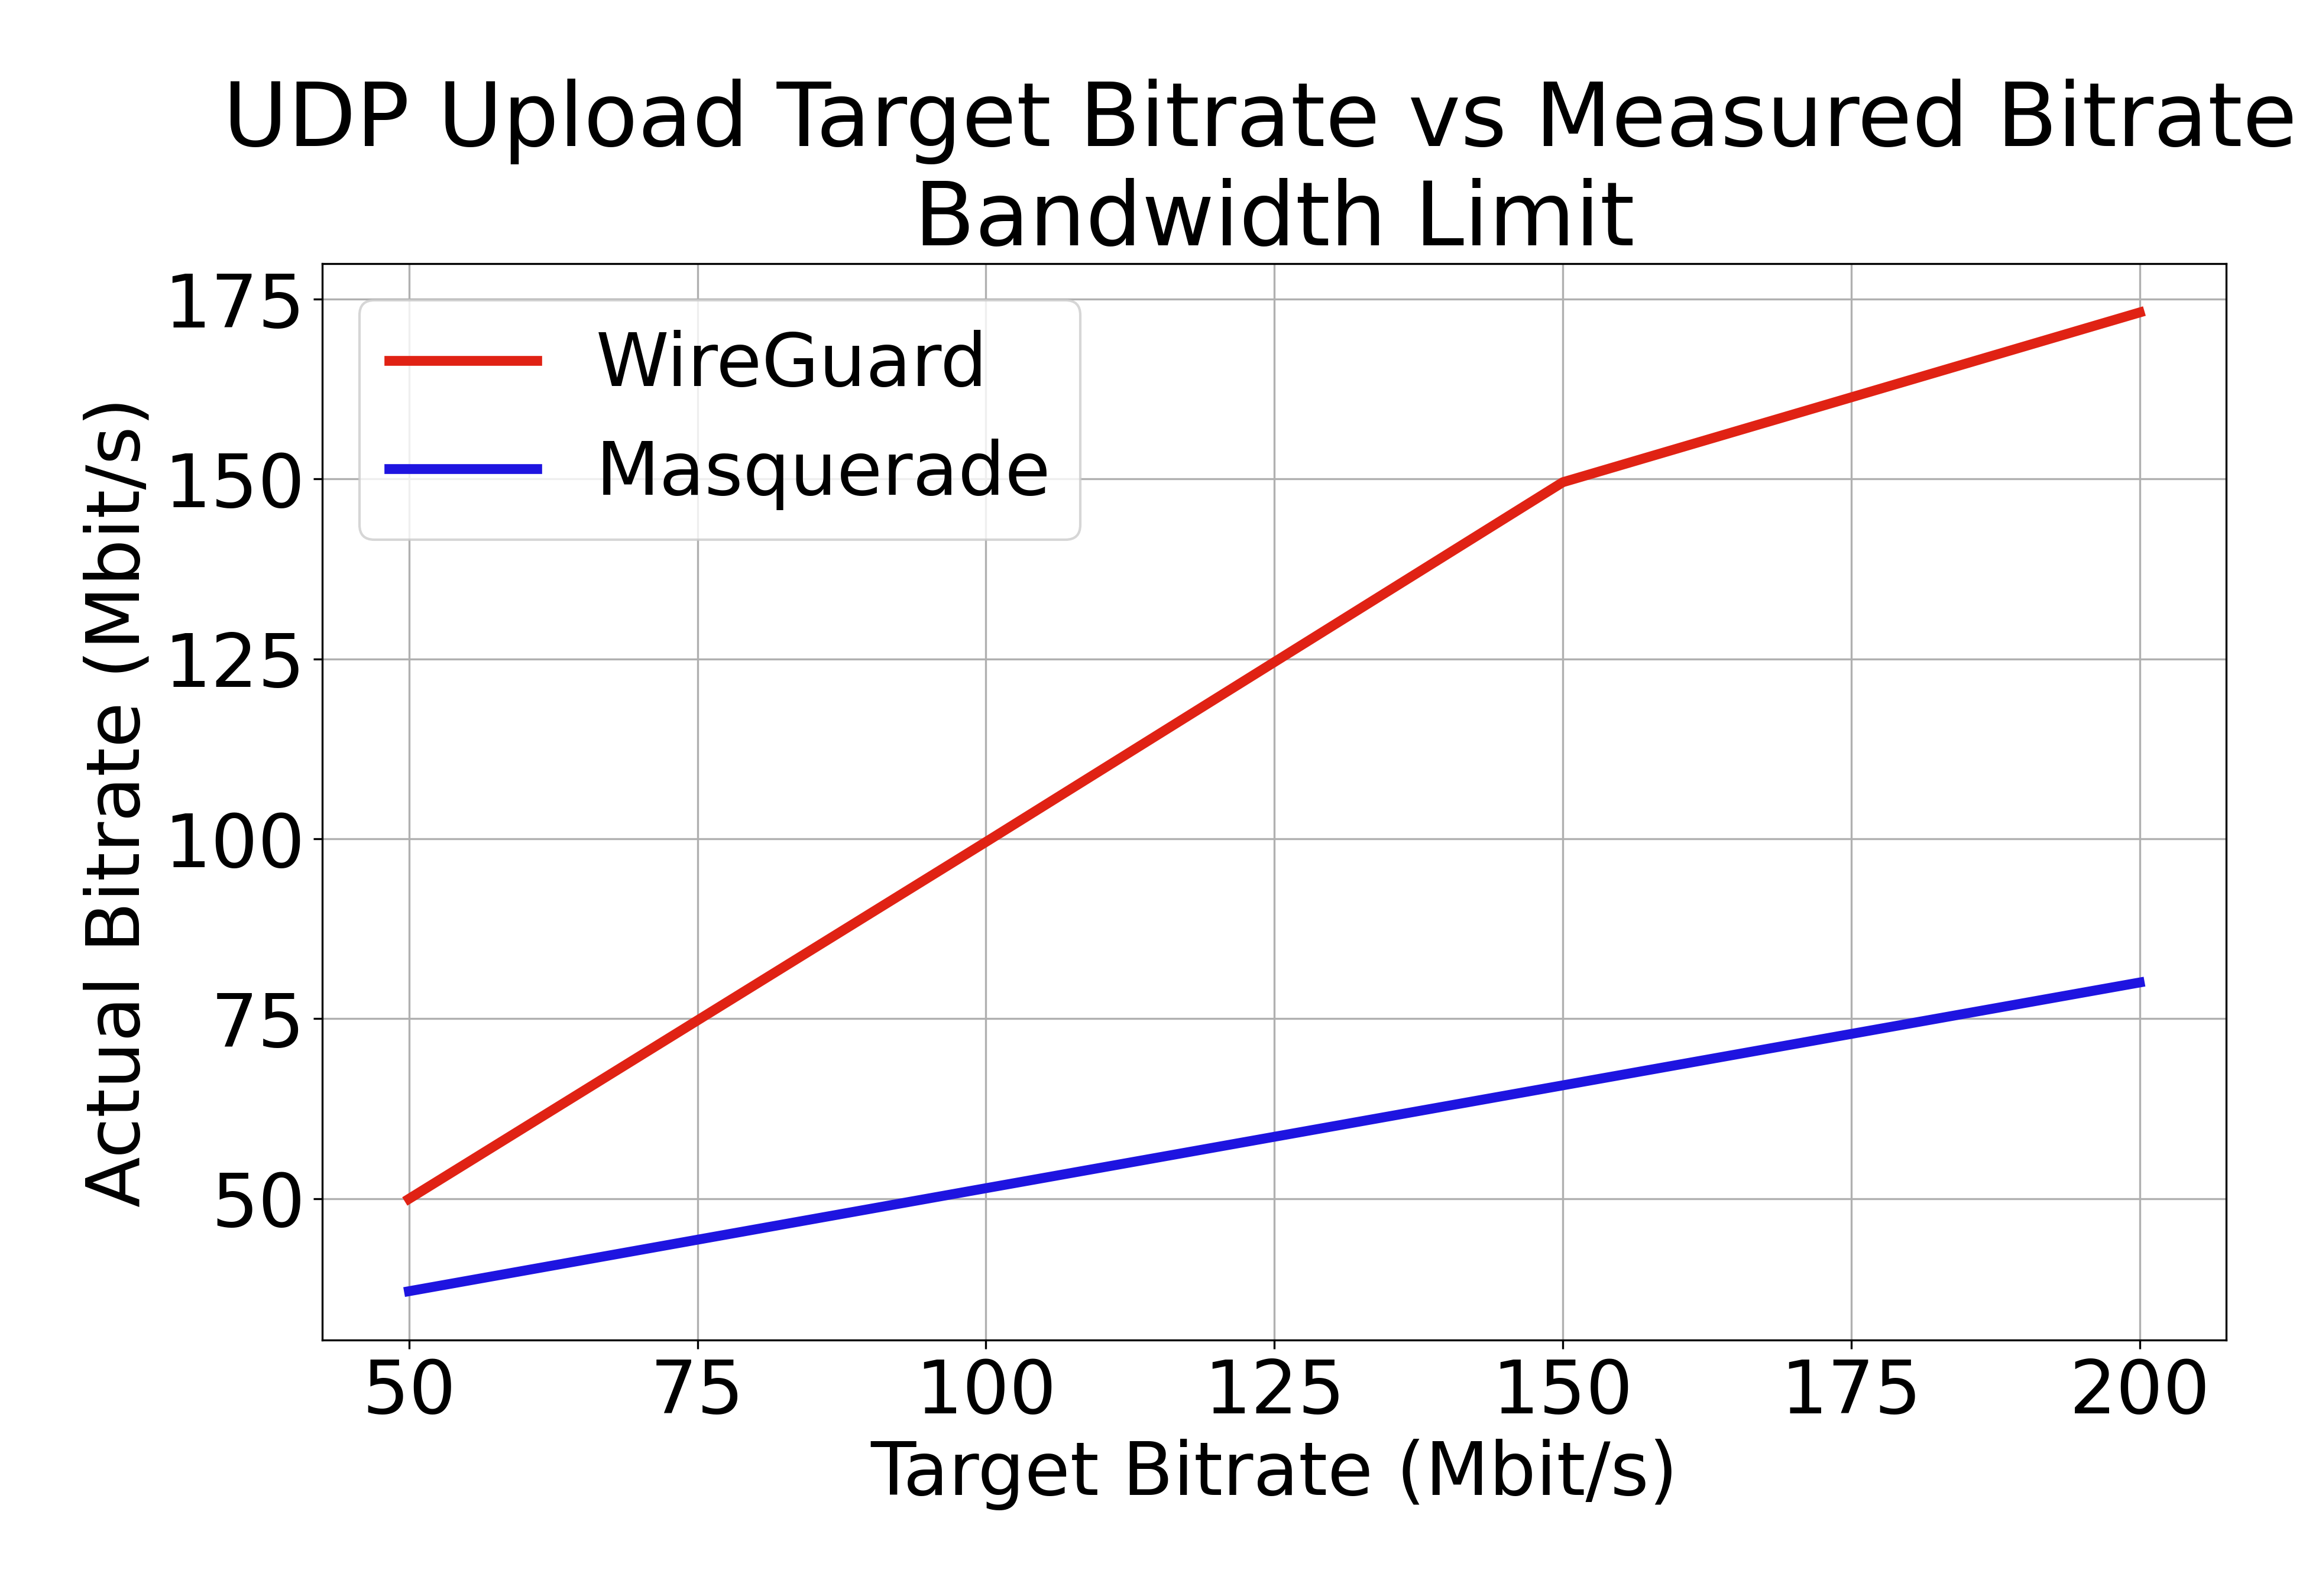 UDP Upload Target Bitrate vs Measured Bitrate
Bandwidth Limit
WireGuard
Masquerade
Actual Bitrate (Mbit/s)
175
150
125
100
75
50
50 75 100 125 150 175 200
Target Bitrate (Mbit/s)